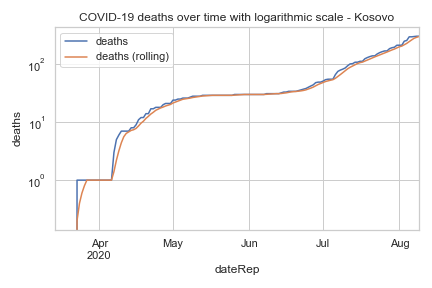 COVID-19 deaths over time with logarithmic scale - Kosovo
deaths
deaths (rolling)
10²
10¹
10⁰
deaths
Apr
2020
May
Jun
Jul
Aug
dateRep